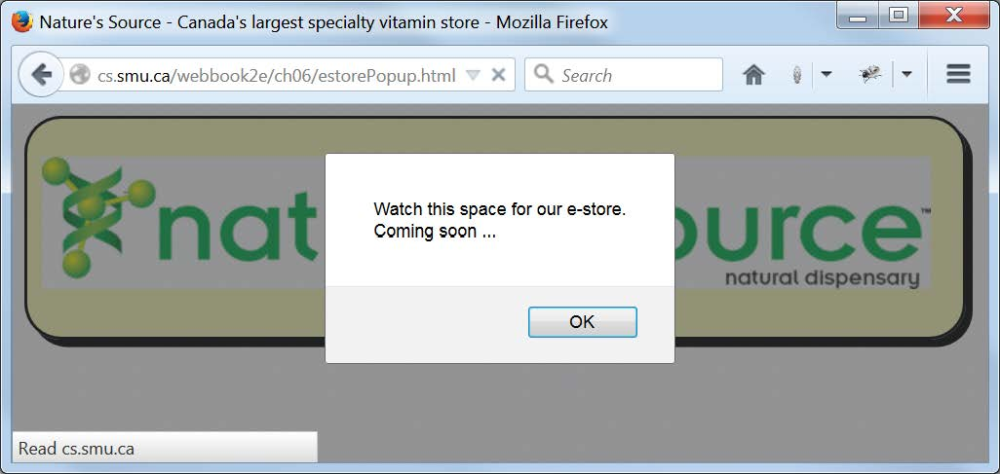 Nature's Source - Canada's largest specialty vitamin store - Mozilla Firefox
cs.smu.ca/webbook2e/ch06/estorePopup.html
Search
nat ource™
natural dispensary
Watch this space for our e-store.
Coming soon ...
OK
Read cs.smu.ca